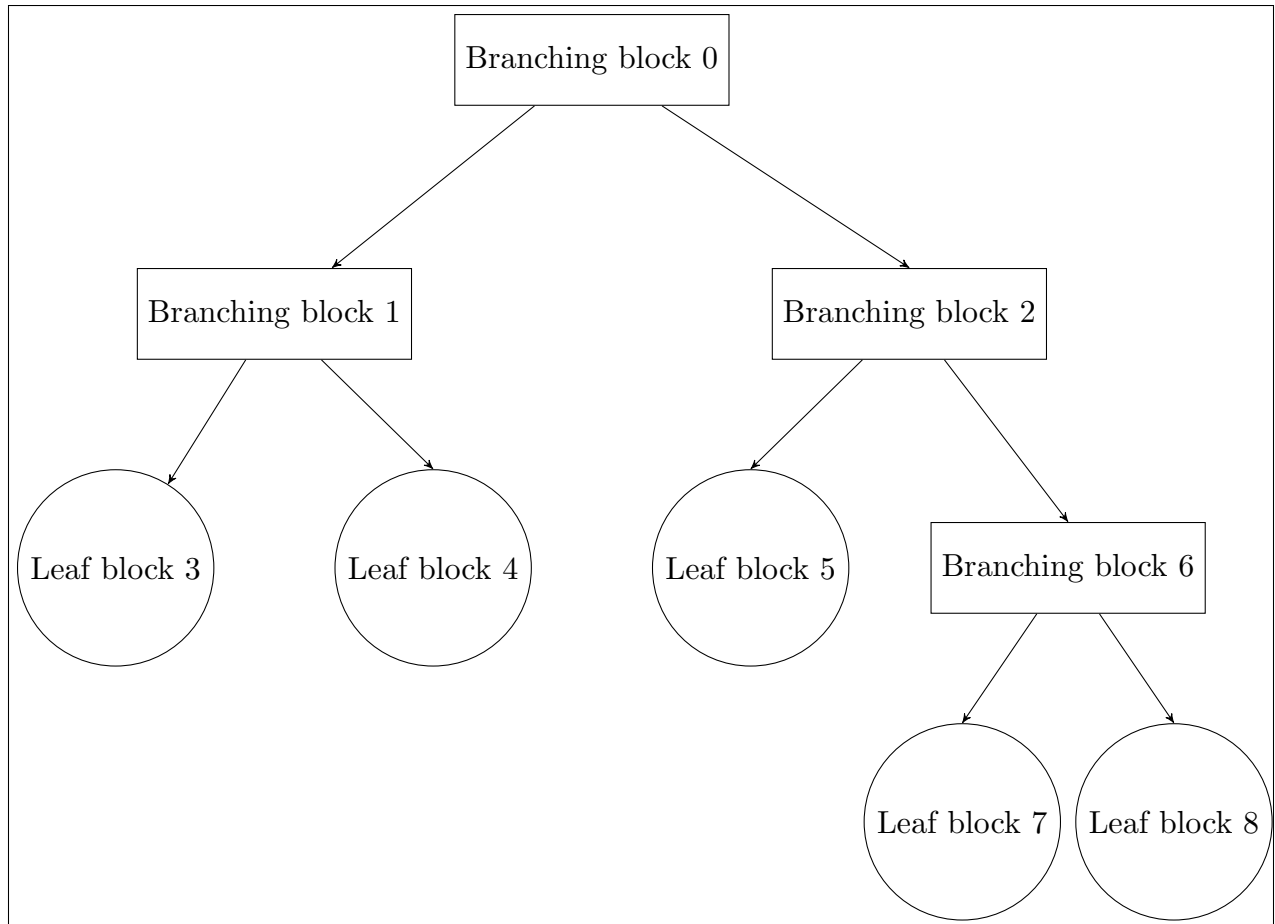 Branching block 0
Branching block 1
Branching block 2
Leaf block 3
Leaf block 4
Leaf block 5
Branching block 6
Leaf block 7
Leaf block 8